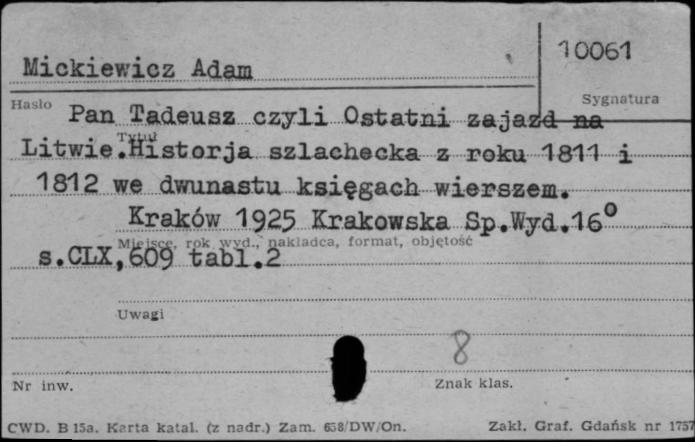 10061
Mickiewicz Adam
Hasło
Sygnatura
Pan Tadeusz czyli Ostatni zajazd na
Tytuł
Litwie.Historja szlachecka z roku 1811 i
1812 we dwunastu księgach wierszem.
Kraków 1925 Krakowska Sp.Wyd.16°
Miejsce, rok wyd., nakładca, format, objętość
s.CLX,609 tabl.2
Uwagi
8
Nr inw.
Znak klas.
CWD. B 15a. Karta katal. (z nadr.) Zam. 658/DW/On.
Zakł. Graf. Gdańsk nr 1757